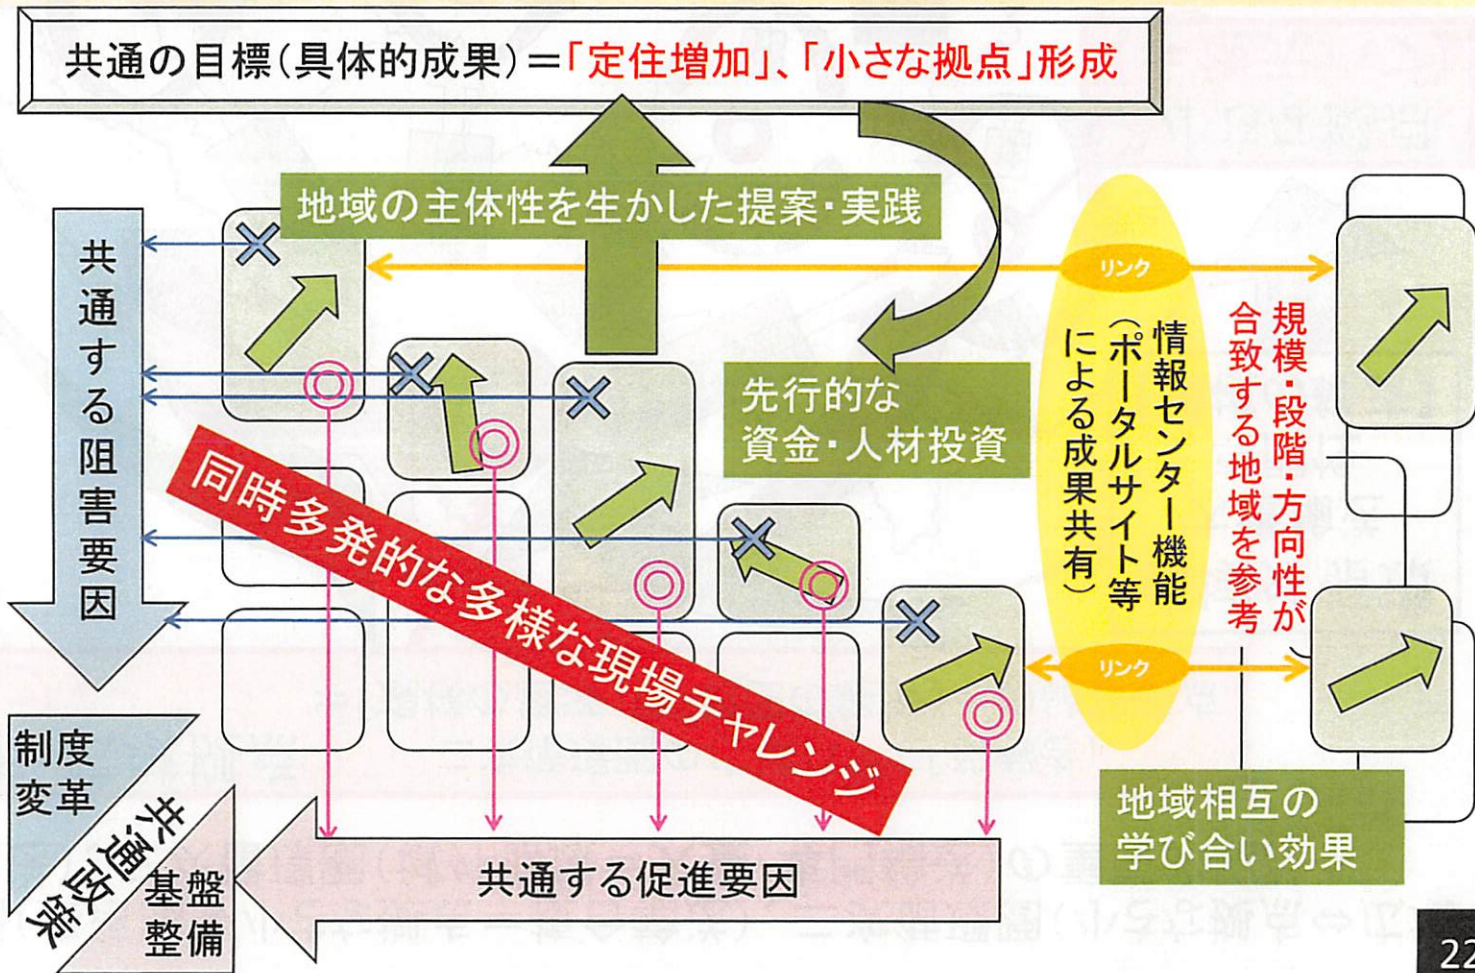 共通の目標(具体的成果)＝「定住増加」、「小さな拠点」形成
地域の主体性を生かした提案・実践
共通する阻害要因
先行的な
資金・人材投資
リンク
情報センター機能
(ポータルサイト等
による成果共有)
リンク
規模・段階・方向性が
合致する地域を参考
同時多発的な多様な現場チャレンジ
地域相互の
学び合い効果
制度
変革
共通政策
基盤
整備
共通する促進要因
22